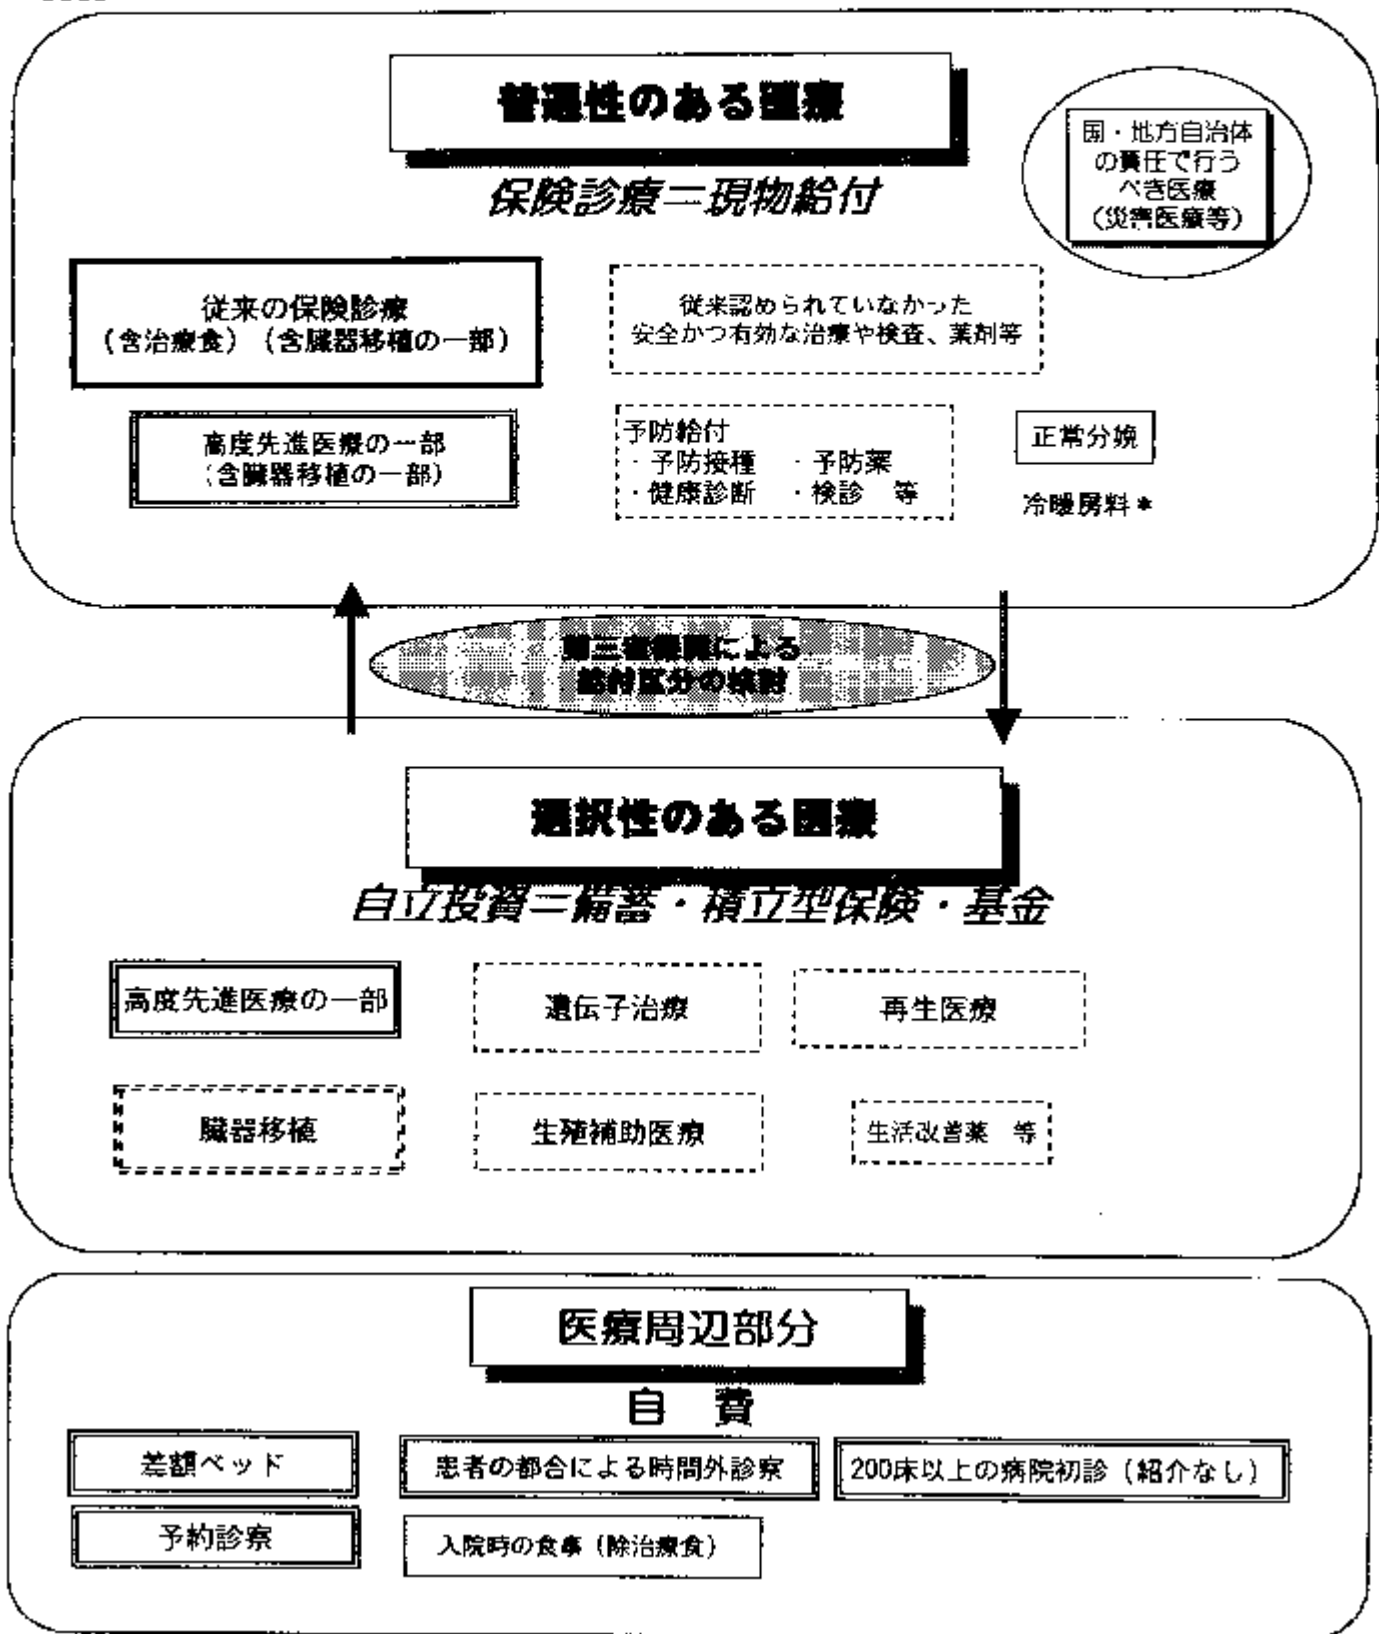 普遍性のある医療
国・地方自治体
の責任で行う
べき医療
（災害医療等）
保険診療＝現物給付
従来の保険診療
（含治療食）（含臓器移植の一部）
従来認められていなかった
安全かつ有効な治療や検査、薬剤等
高度先進医療の一部
（含臓器移植の一部）
予防給付
・予防接種　・予防薬
・健康診断　・検診　等
正常分娩
冷暖房料＊
第三者機関による
給付区分の検討
選択性のある医療
自立投資＝備蓄・積立型保険・基金
高度先進医療の一部
遺伝子治療
再生医療
臓器移植
生殖補助医療
生活改善薬　等
医療周辺部分
自　費
差額ベッド
患者の都合による時間外診察
200床以上の病院初診（紹介なし）
予約診察
入院時の食事（除治療食）